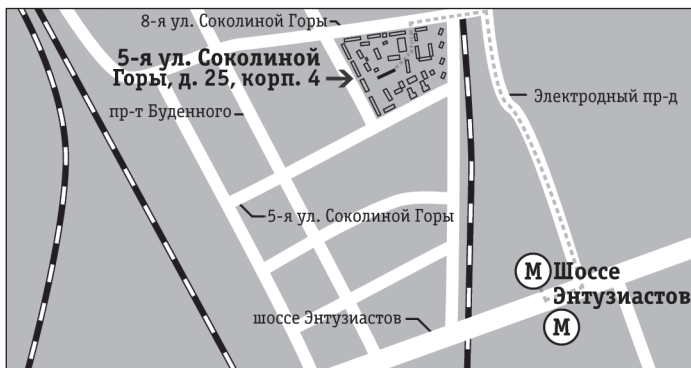 8-я ул. Соколиной Горы
5-я ул. Соколиной
Горы, д. 25, корп. 4
пр-т Буденного
Электродный пр-д
5-я ул. Соколиной Горы
М Шоссе
Энтузиастов
М
шоссе Энтузиастов